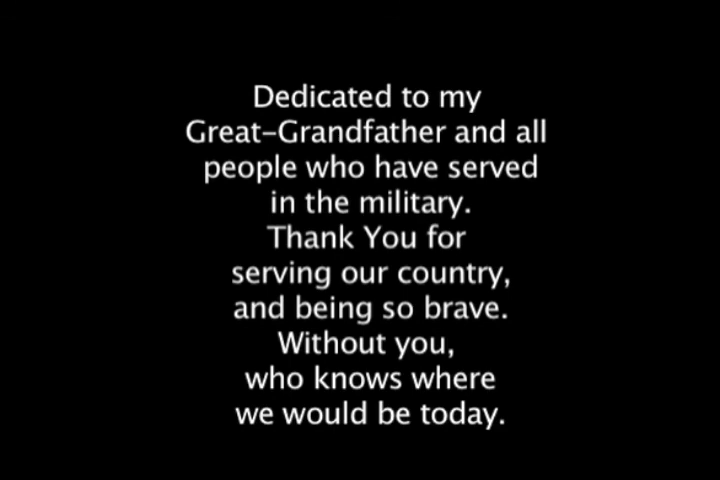 Dedicated to my
Great-Grandfather and all
people who have served
in the military.
Thank You for
serving our country,
and being so brave.
Without you,
who knows where
we would be today.